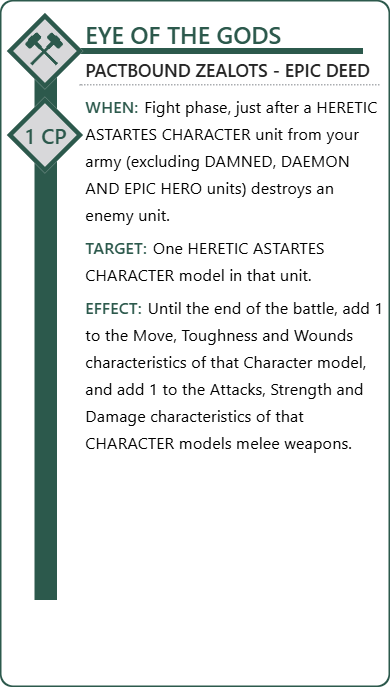 EYE OF THE GODS
PACTBOUND ZEALOTS - EPIC DEED
WHEN: Fight phase, just after a HERETIC
ASTARTES CHARACTER unit from your
army (excluding DAMNED, DAEMON
AND EPIC HERO units) destroys an
enemy unit.
1 CP
TARGET: One HERETIC ASTARTES
CHARACTER model in that unit.
EFFECT: Until the end of the battle, add 1
to the Move, Toughness and Wounds
characteristics of that Character model,
and add 1 to the Attacks, Strength and
Damage characteristics of that
CHARACTER models melee weapons.